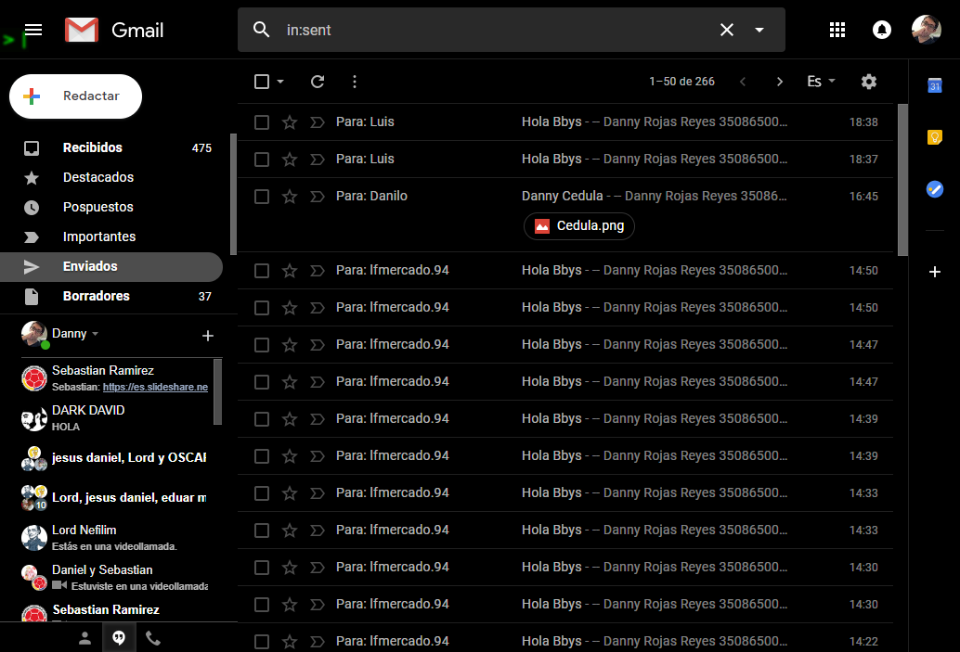 Gmail
in:sent
Redactar
1–50 de 266
Es
Recibidos 475
Destacados
Pospuestos
Importantes
Enviados
Borradores 37
Danny
Sebastian Ramirez
Sebastian: https://es.slideshare.ne
DARK DAVID
HOLA
jesus daniel, Lord y OSCAR
Lord, jesus daniel, eduar m
10
Lord Nefilim
Estás en una videollamada.
Daniel y Sebastian
Estuviste en una videollamada
Sebastian Ramirez
Para: Luis Hola Bbys - -- Danny Rojas Reyes 35086500… 18:38
Para: Luis Hola Bbys - -- Danny Rojas Reyes 35086500… 18:37
Para: Danilo Danny Cedula - -- Danny Rojas Reyes 35086… 16:45
Cedula.png
Para: lfmercado.94 Hola Bbys - -- Danny Rojas Reyes 35086500… 14:50
Para: lfmercado.94 Hola Bbys - -- Danny Rojas Reyes 35086500… 14:50
Para: lfmercado.94 Hola Bbys - -- Danny Rojas Reyes 35086500… 14:47
Para: lfmercado.94 Hola Bbys - -- Danny Rojas Reyes 35086500… 14:47
Para: lfmercado.94 Hola Bbys - -- Danny Rojas Reyes 35086500… 14:39
Para: lfmercado.94 Hola Bbys - -- Danny Rojas Reyes 35086500… 14:39
Para: lfmercado.94 Hola Bbys - -- Danny Rojas Reyes 35086500… 14:33
Para: lfmercado.94 Hola Bbys - -- Danny Rojas Reyes 35086500… 14:33
Para: lfmercado.94 Hola Bbys - -- Danny Rojas Reyes 35086500… 14:30
Para: lfmercado.94 Hola Bbys - -- Danny Rojas Reyes 35086500… 14:30
Para: lfmercado.94 Hola Bbys - -- Danny Rojas Reyes 35086500… 14:22
31